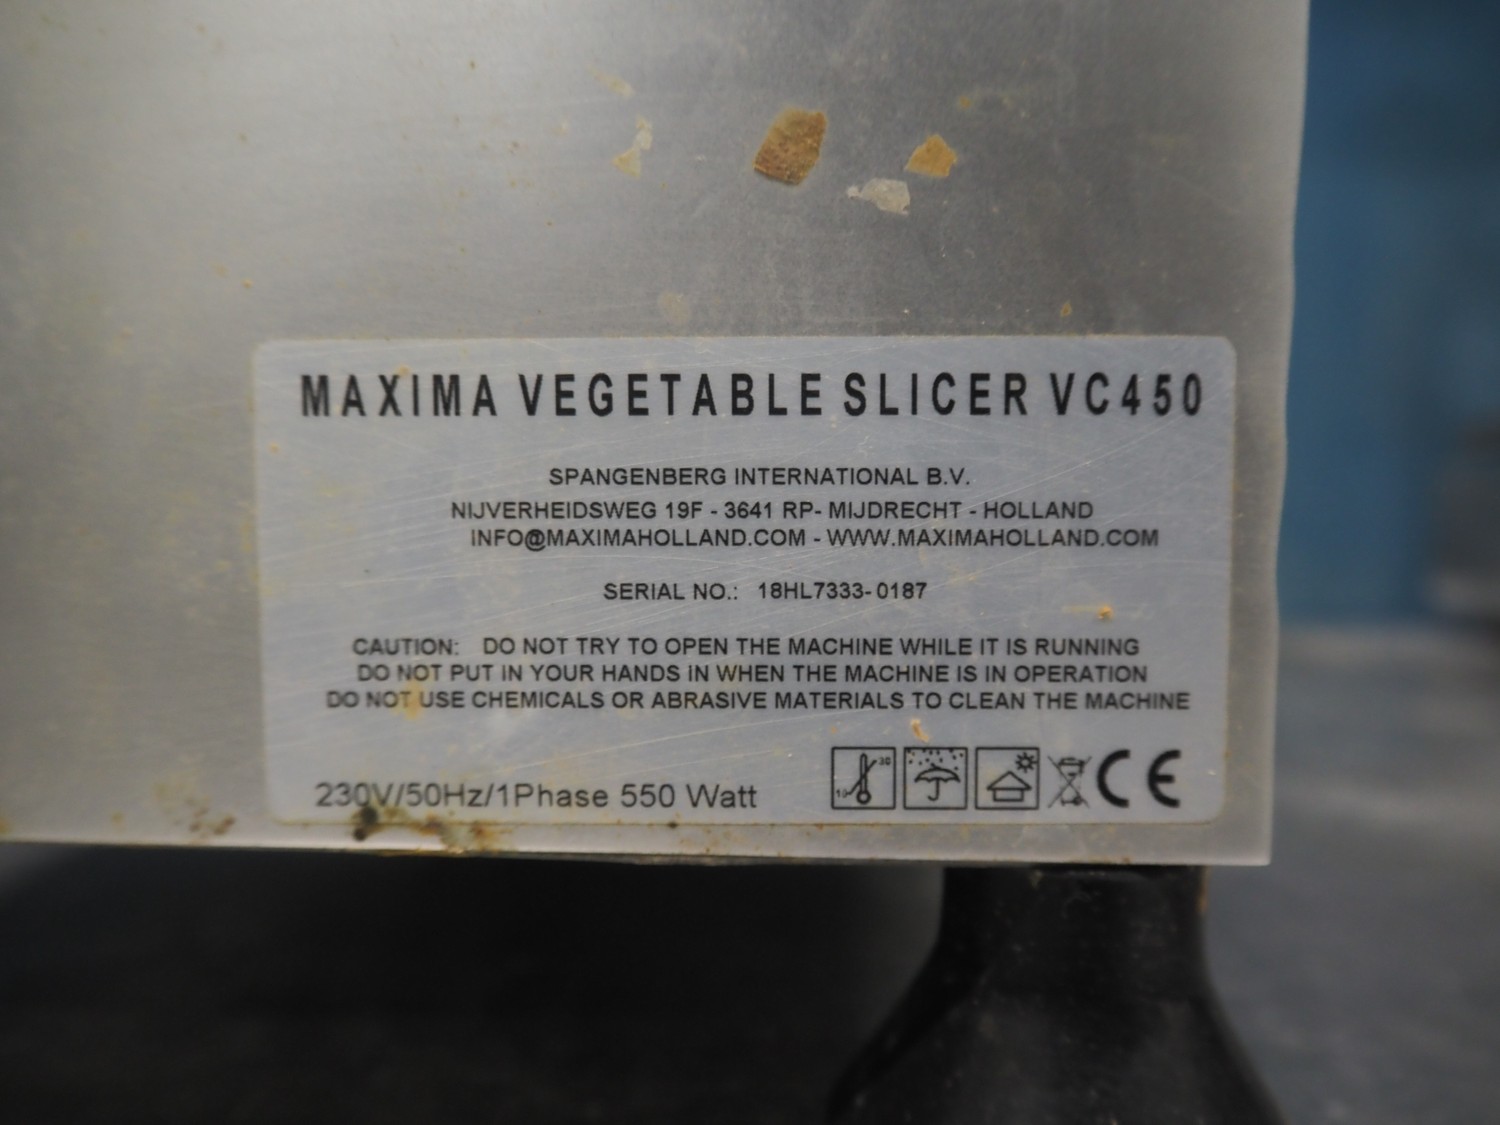 MAXIMA VEGETABLE SLICER VC450
SPANGENBERG INTERNATIONAL B.V.
NIJVERHEIDSWEG 19F - 3641 RP- MIJDRECHT - HOLLAND
INFO@MAXIMAHOLLAND.COM - WWW.MAXIMAHOLLAND.COM
SERIAL NO.: 18HL7333-0187
CAUTION: DO NOT TRY TO OPEN THE MACHINE WHILE IT IS RUNNING
DO NOT PUT IN YOUR HANDS IN WHEN THE MACHINE IS IN OPERATION
DO NOT USE CHEMICALS OR ABRASIVE MATERIALS TO CLEAN THE MACHINE
230V/50Hz/1Phase 550 Watt 10 30 CE